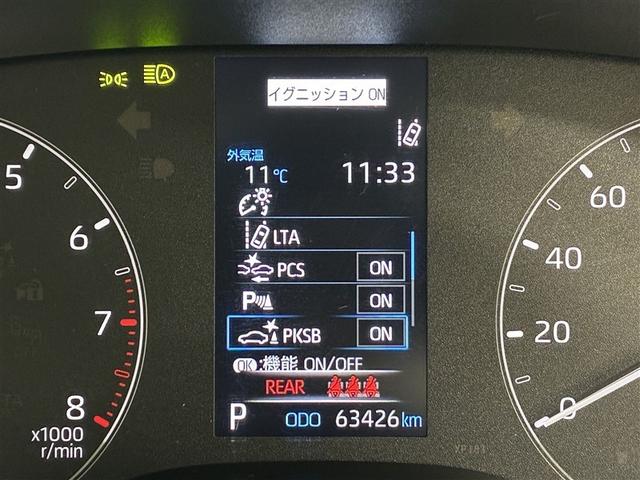 イグニッション ON
外気温
11℃ 11:33
LTA
PCS ON
P ON
PKSB ON
OK :機能 ON/OFF
REAR
P ODO 63426 km
5
6
7
8
x1000
r/min
60
40
20
0
A